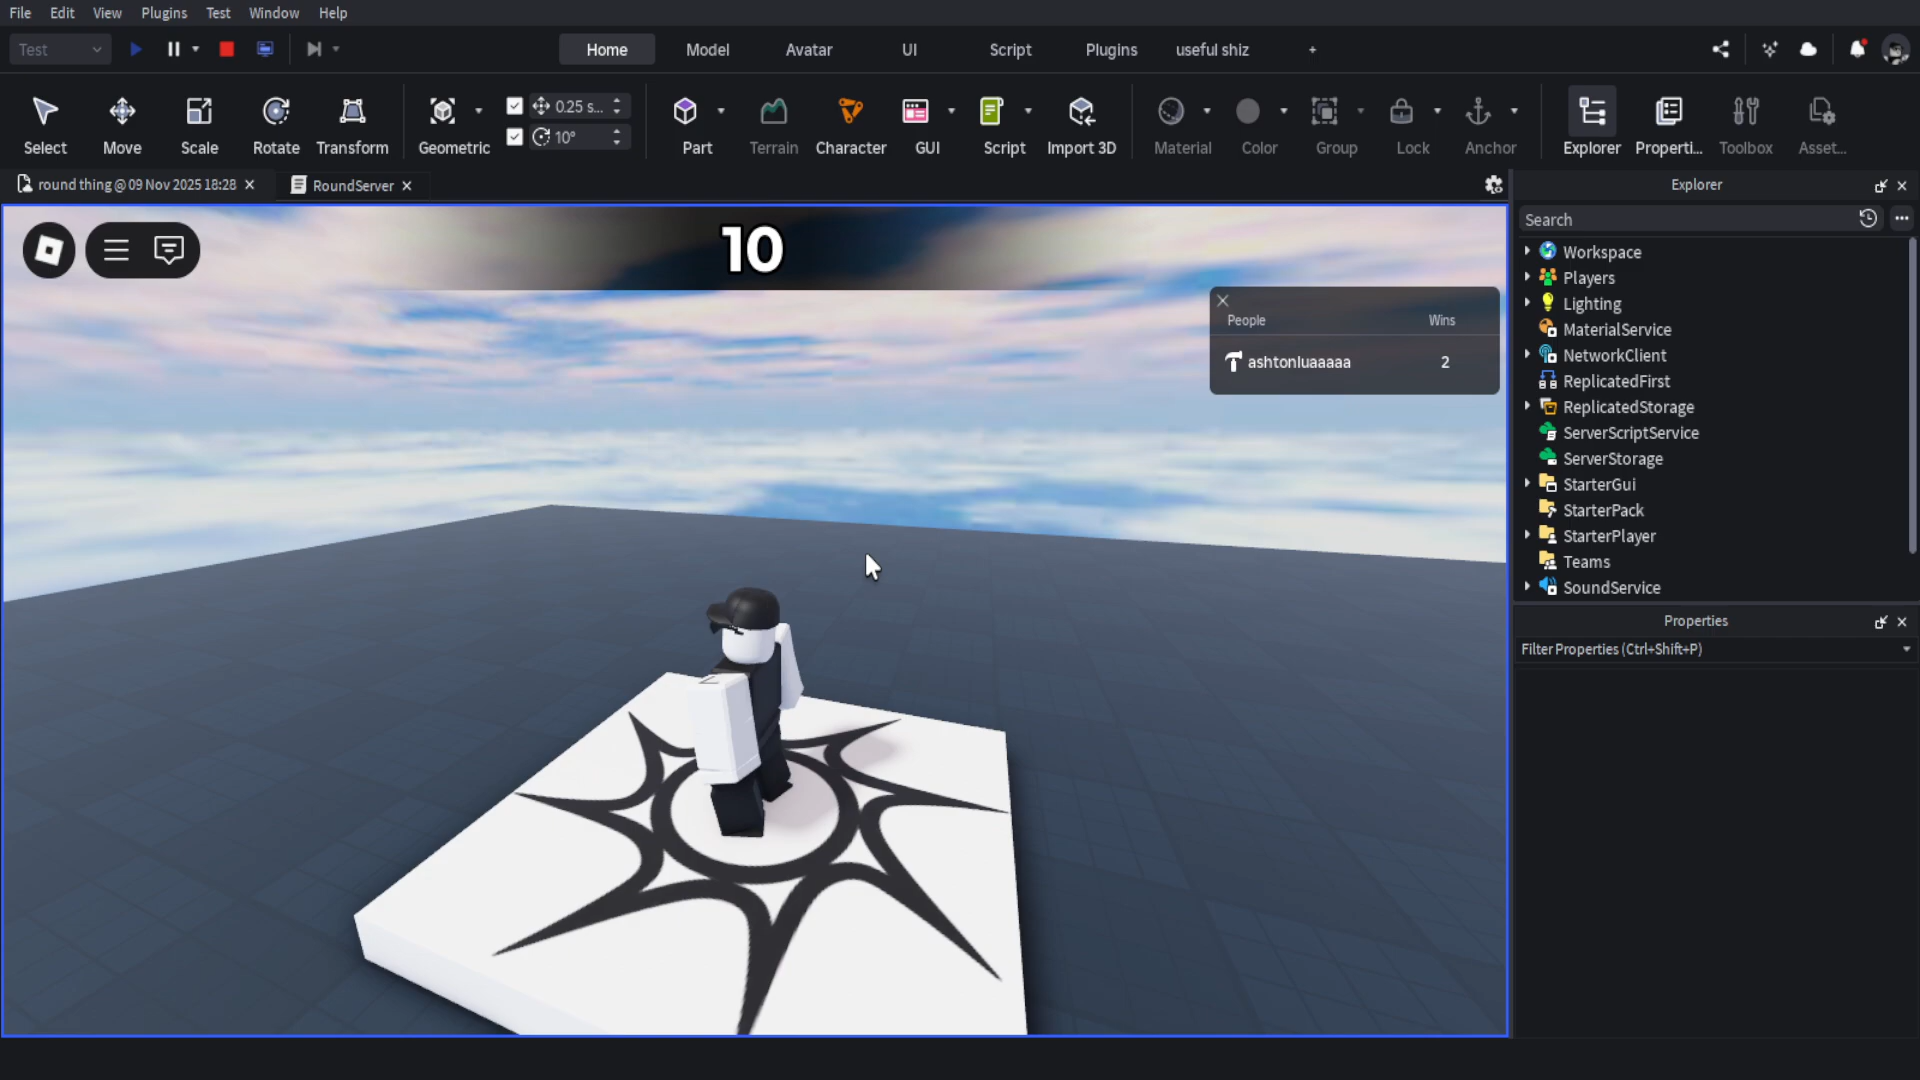 File Edit View Plugins Test Window Help
Test Home Model Avatar UI Script Plugins useful shiz +
0.25 s...
10°
Select Move Scale Rotate Transform Geometric Part Terrain Character GUI Script Import 3D Material Color Group Lock Anchor Explorer Properti... Toolbox Asset...
round thing @ 09 Nov 2025 18:28 RoundServer
Explorer
Search
10
People Wins
ashtonluaaaaa 2
Workspace
Players
Lighting
MaterialService
NetworkClient
ReplicatedFirst
ReplicatedStorage
ServerScriptService
ServerStorage
StarterGui
StarterPack
StarterPlayer
Teams
SoundService
Properties
Filter Properties (Ctrl+Shift+P)